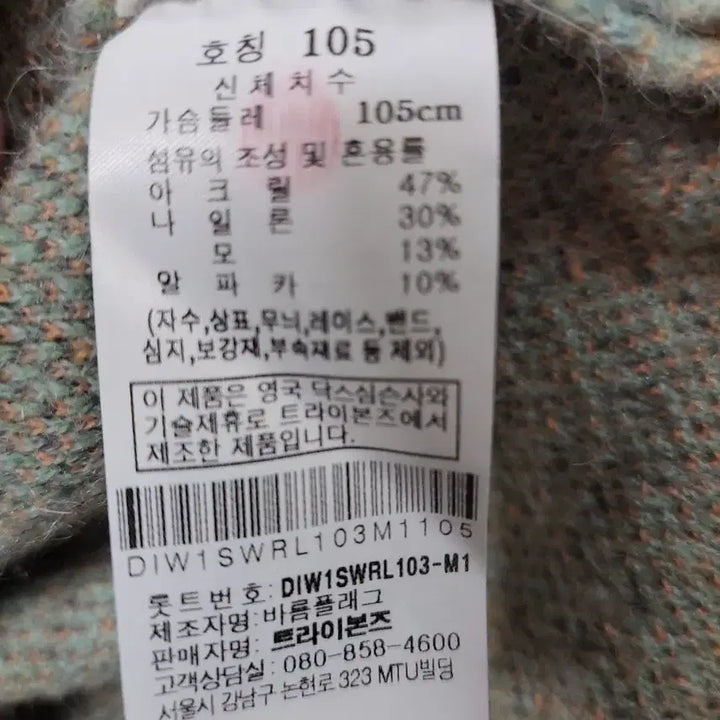 호칭 105
신체치수
가슴둘레 105cm
섬유의 조성 및 혼용률
아크릴 47%
나일론 30%
모 13%
알파카 10%
(자수,상표,무늬,레이스,밴드,
심지,보강재,부속재료 등 제외)
이 제품은 영국 닥스심슨사와
기술제휴로 트라이본즈에서
제조한 제품입니다.
DIW1SWRL103M1105
롯트번호: DIW1SWRL103-M1
제조자명: 바름플래그
판매자명: 트라이본즈
고객상담실: 080-858-4600
서울시 강남구 논현로 323 MTU빌딩